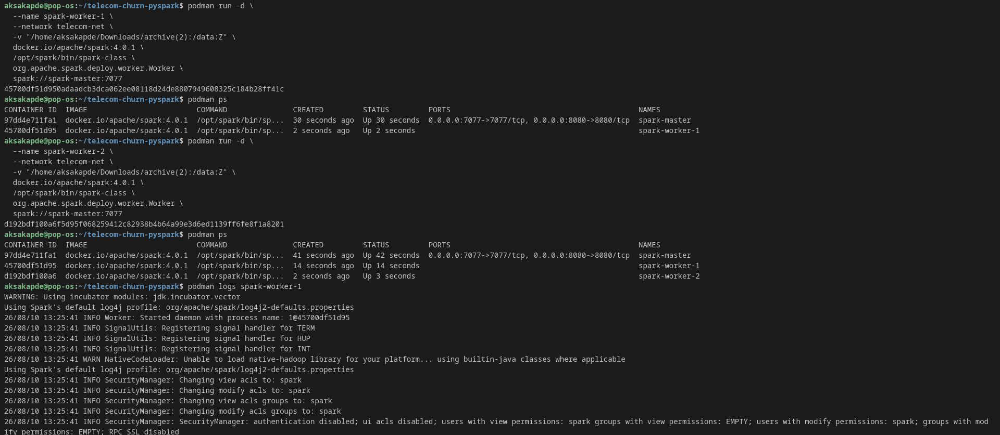 aksakapde@pop-os:~/telecom-churn-pyspark$ podman run -d \
  --name spark-worker-1 \
  --network telecom-net \
  -v "/home/aksakapde/Downloads/archive(2):/data:Z" \
  docker.io/apache/spark:4.0.1 \
  /opt/spark/bin/spark-class \
  org.apache.spark.deploy.worker.Worker \
  spark://spark-master:7077
45700df51d950adaadcb3dca062ee08118d24de8807949608325c184b28ff41c
aksakapde@pop-os:~/telecom-churn-pyspark$ podman ps
CONTAINER ID  IMAGE                         COMMAND               CREATED         STATUS         PORTS                                           NAMES
97dd4e711fa1  docker.io/apache/spark:4.0.1  /opt/spark/bin/sp...  30 seconds ago  Up 30 seconds  0.0.0.0:7077->7077/tcp, 0.0.0.0:8080->8080/tcp  spark-master
45700df51d95  docker.io/apache/spark:4.0.1  /opt/spark/bin/sp...  2 seconds ago   Up 2 seconds                                                   spark-worker-1
aksakapde@pop-os:~/telecom-churn-pyspark$ podman run -d \
  --name spark-worker-2 \
  --network telecom-net \
  -v "/home/aksakapde/Downloads/archive(2):/data:Z" \
  docker.io/apache/spark:4.0.1 \
  /opt/spark/bin/spark-class \
  org.apache.spark.deploy.worker.Worker \
  spark://spark-master:7077
d192bdf100a6f5d95f068259412c82938b4b64a99e3d6ed1139ff6fe8f1a8201
aksakapde@pop-os:~/telecom-churn-pyspark$ podman ps
CONTAINER ID  IMAGE                         COMMAND               CREATED         STATUS         PORTS                                           NAMES
97dd4e711fa1  docker.io/apache/spark:4.0.1  /opt/spark/bin/sp...  41 seconds ago  Up 42 seconds  0.0.0.0:7077->7077/tcp, 0.0.0.0:8080->8080/tcp  spark-master
45700df51d95  docker.io/apache/spark:4.0.1  /opt/spark/bin/sp...  14 seconds ago  Up 14 seconds                                                  spark-worker-1
d192bdf100a6  docker.io/apache/spark:4.0.1  /opt/spark/bin/sp...  2 seconds ago   Up 3 seconds                                                   spark-worker-2
aksakapde@pop-os:~/telecom-churn-pyspark$ podman logs spark-worker-1
WARNING: Using incubator modules: jdk.incubator.vector
Using Spark's default log4j profile: org/apache/spark/log4j2-defaults.properties
26/08/10 13:25:41 INFO Worker: Started daemon with process name: 1@45700df51d95
26/08/10 13:25:41 INFO SignalUtils: Registering signal handler for TERM
26/08/10 13:25:41 INFO SignalUtils: Registering signal handler for HUP
26/08/10 13:25:41 INFO SignalUtils: Registering signal handler for INT
26/08/10 13:25:41 WARN NativeCodeLoader: Unable to load native-hadoop library for your platform... using builtin-java classes where applicable
Using Spark's default log4j profile: org/apache/spark/log4j2-defaults.properties
26/08/10 13:25:41 INFO SecurityManager: Changing view acls to: spark
26/08/10 13:25:41 INFO SecurityManager: Changing modify acls to: spark
26/08/10 13:25:41 INFO SecurityManager: Changing view acls groups to: spark
26/08/10 13:25:41 INFO SecurityManager: Changing modify acls groups to: spark
26/08/10 13:25:41 INFO SecurityManager: SecurityManager: authentication disabled; ui acls disabled; users with view permissions: spark groups with view permissions: EMPTY; users with modify permissions: spark; groups with mod
ify permissions: EMPTY; RPC SSL disabled